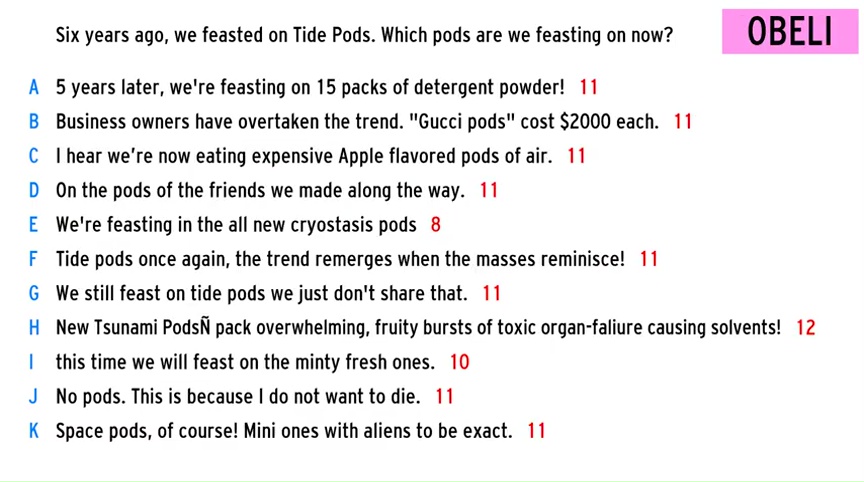 Six years ago, we feasted on Tide Pods. Which pods are we feasting on now?
OBELI
A 5 years later, we're feasting on 15 packs of detergent powder! 11
B Business owners have overtaken the trend. "Gucci pods" cost $2000 each. 11
C I hear we’re now eating expensive Apple flavored pods of air. 11
D On the pods of the friends we made along the way. 11
E We're feasting in the all new cryostasis pods 8
F Tide pods once again, the trend remerges when the masses reminisce! 11
G We still feast on tide pods we just don't share that. 11
H New Tsunami PodsÑ pack overwhelming, fruity bursts of toxic organ-faliure causing solvents! 12
I this time we will feast on the minty fresh ones. 10
J No pods. This is because I do not want to die. 11
K Space pods, of course! Mini ones with aliens to be exact. 11